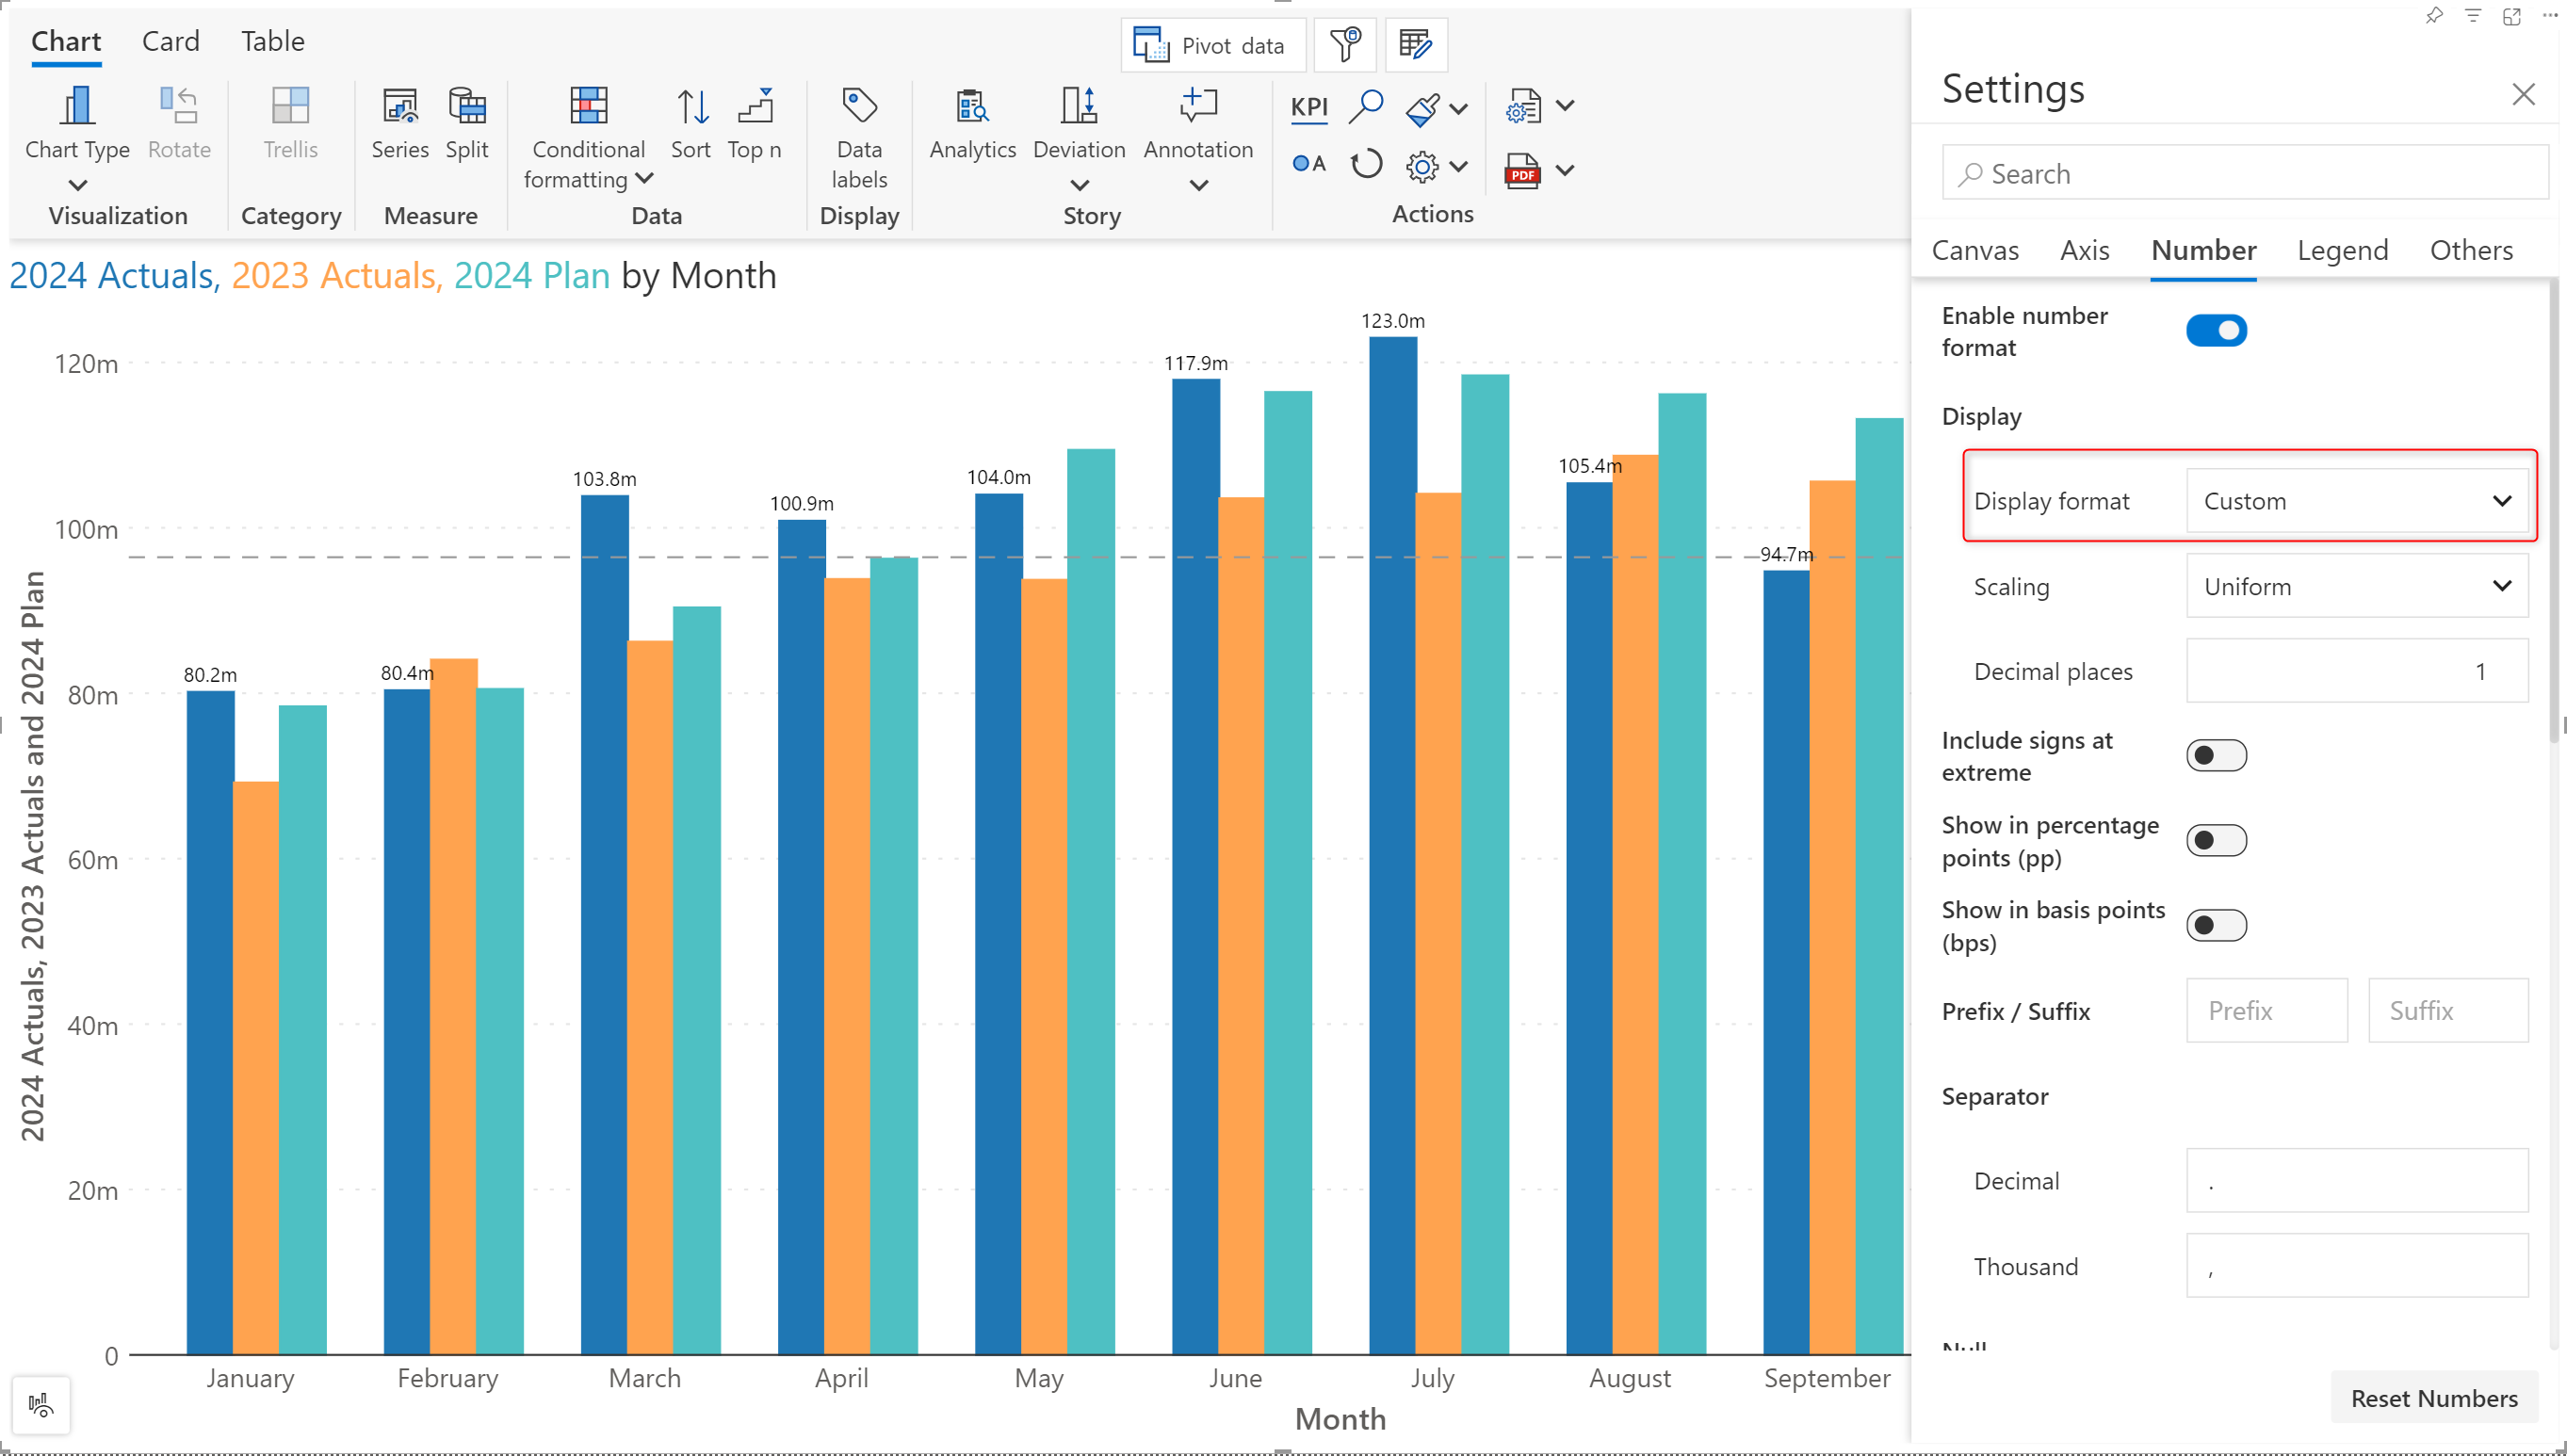 Chart Card Table
Pivot data
Chart Type Rotate Trellis Series Split Conditional formatting Sort Top n Data labels Analytics Deviation Annotation KPI
A
PDF
Visualization Category Measure Data Display Story Actions
2024 Actuals, 2023 Actuals, 2024 Plan by Month
2024 Actuals, 2023 Actuals and 2024 Plan
120m
100m
80m
60m
40m
20m
0
80.2m
80.4m
103.8m
100.9m
104.0m
117.9m
123.0m
105.4m
94.7m
January February March April May June July August September
Month
Settings
Search
Canvas Axis Number Legend Others
Enable number
format
Display
Display format Custom
Scaling Uniform
Decimal places 1
Include signs at
extreme
Show in percentage
points (pp)
Show in basis points
(bps)
Prefix / Suffix Prefix Suffix
Separator
Decimal .
Thousand ,
Null
Reset Numbers